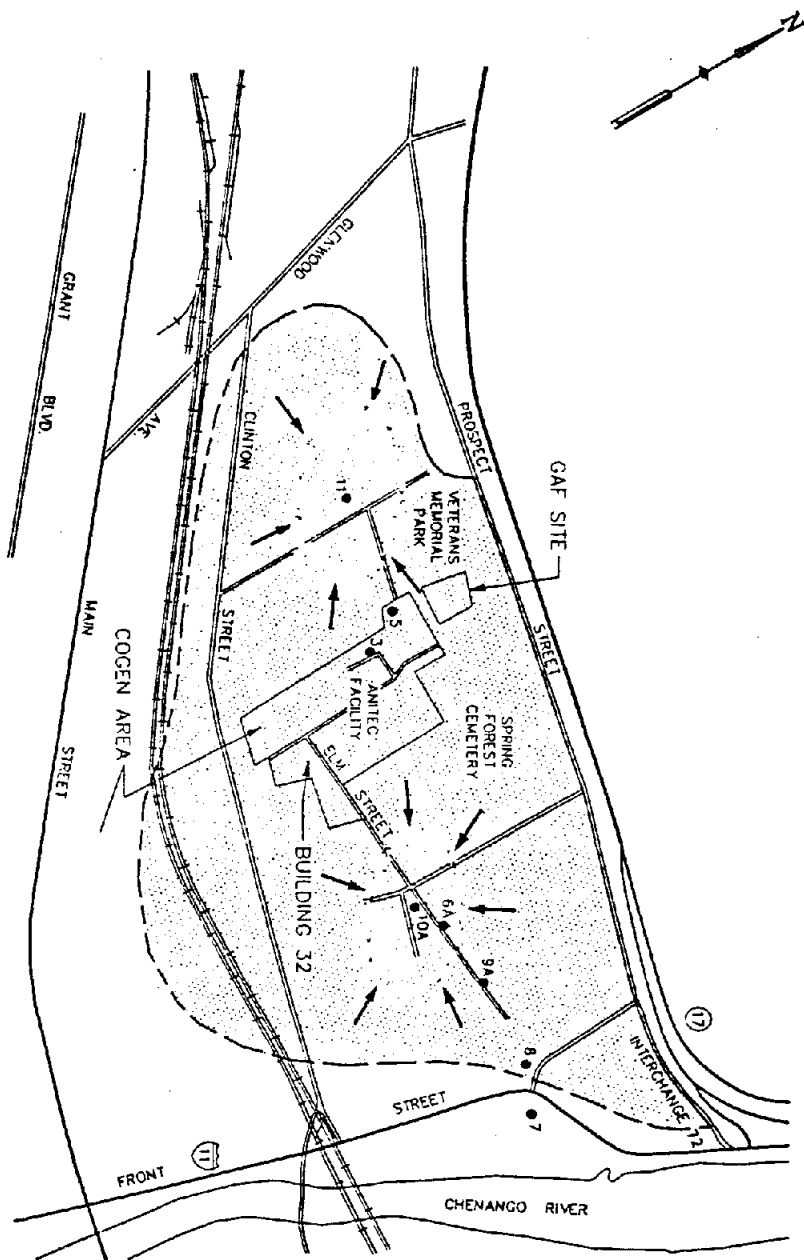 N
GRANT
BLVD.
MAIN
STREET
GLENWOOD
AVE.
CLINTON
STREET
PROSPECT
STREET
GAF SITE
VETERANS
MEMORIAL
PARK
11
5
3
ANITEC
FACILITY
COGEN AREA
SPRING
FOREST
CEMETERY
ELM
STREET
BUILDING 32
6A
10A
9A
8
7
17
INTERCHANGE 72
FRONT
STREET
11
CHENANGO RIVER